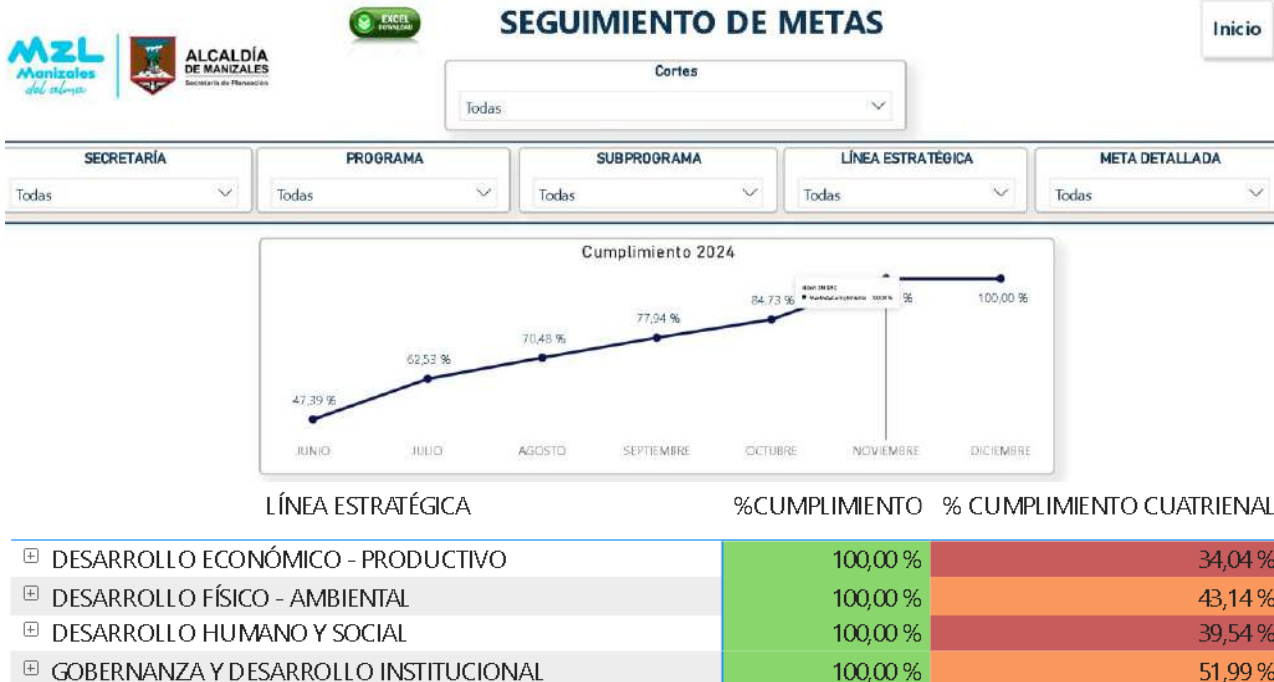 EXCEL
DOWNLOAD
SEGUIMIENTO DE METAS
Inicio
MZL
Manizales
del alma
ALCALDÍA
DE MANIZALES
Secretaría de Planeación
Cortes
Todas
SECRETARÍA
Todas
PROGRAMA
Todas
SUBPROGRAMA
Todas
LÍNEA ESTRATÉGICA
Todas
META DETALLADA
Todas
Cumplimiento 2024
47,39 %
62,53 %
70,48 %
77,94 %
84,73 %
%
100,00 %
JUNIO
JULIO
AGOSTO
SEPTIEMBRE
OCTUBRE
NOVIEMBRE
DICIEMBRE
LÍNEA ESTRATÉGICA %CUMPLIMIENTO % CUMPLIMIENTO CUATRIENAL
DESARROLLO ECONÓMICO - PRODUCTIVO 100,00 % 34,04 %
DESARROLLO FÍSICO - AMBIENTAL 100,00 % 43,14 %
DESARROLLO HUMANO Y SOCIAL 100,00 % 39,54 %
GOBERNANZA Y DESARROLLO INSTITUCIONAL 100,00 % 51,99 %